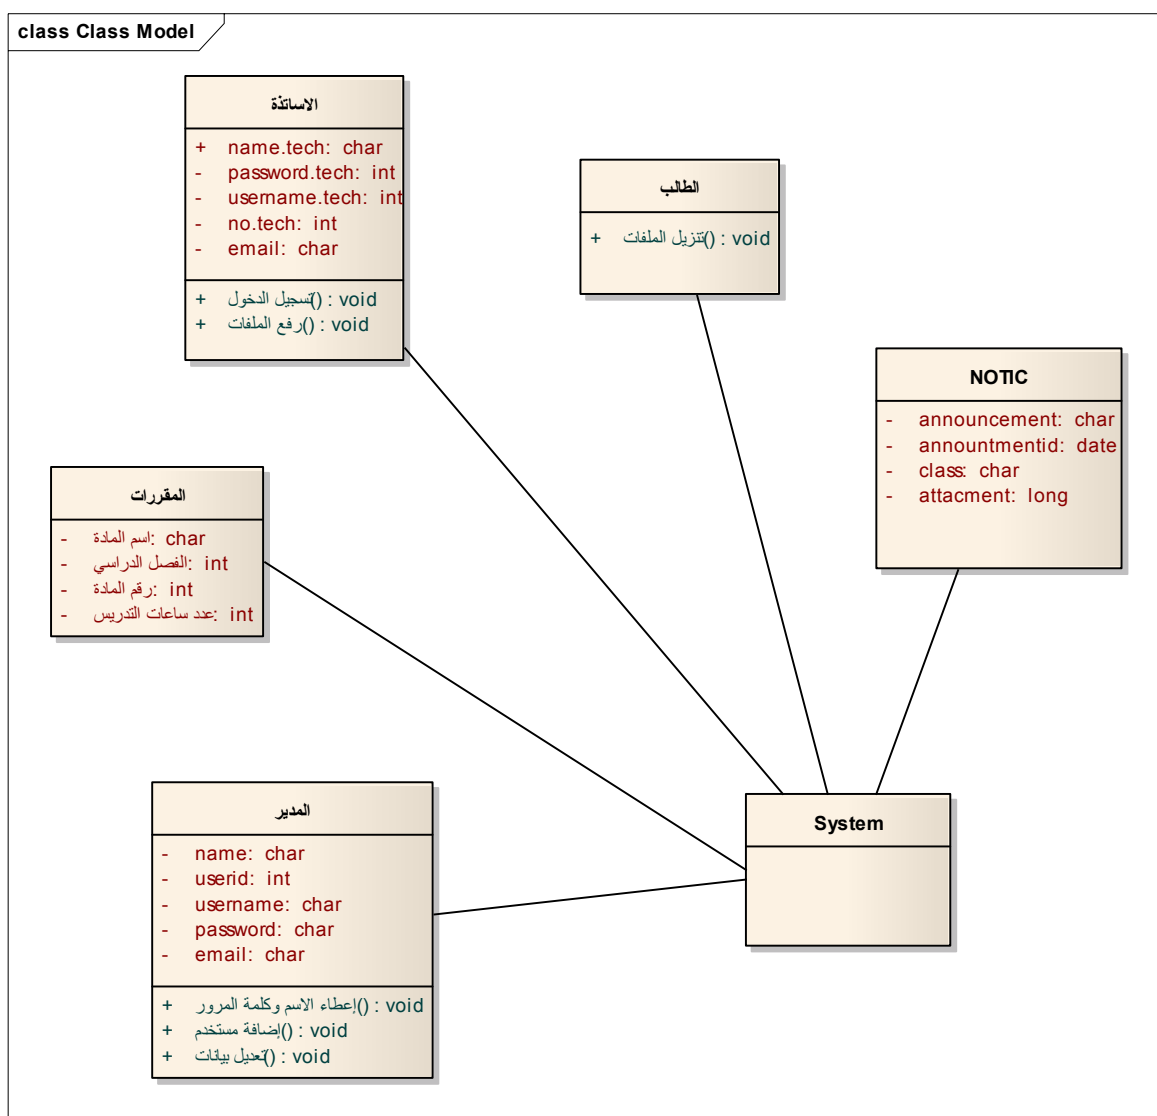 class Class Model
الاساتذة
+ name.tech: char
- password.tech: int
- username.tech: int
- no.tech: int
- email: char
+ تسجيل الدخول() : void
+ رفع الملفات() : void
الطالب
+ تنزيل الملفات() : void
NOTIC
- announcement: char
- annountmentid: date
- class: char
- attacment: long
المقررات
- اسم المادة: char
- الفصل الدراسي: int
- رقم المادة: int
- عدد ساعات التدريس: int
المدير
- name: char
- userid: int
- username: char
- password: char
- email: char
+ إعطاء الاسم وكلمة المرور() : void
+ إضافة مستخدم() : void
+ تعديل بيانات() : void
System